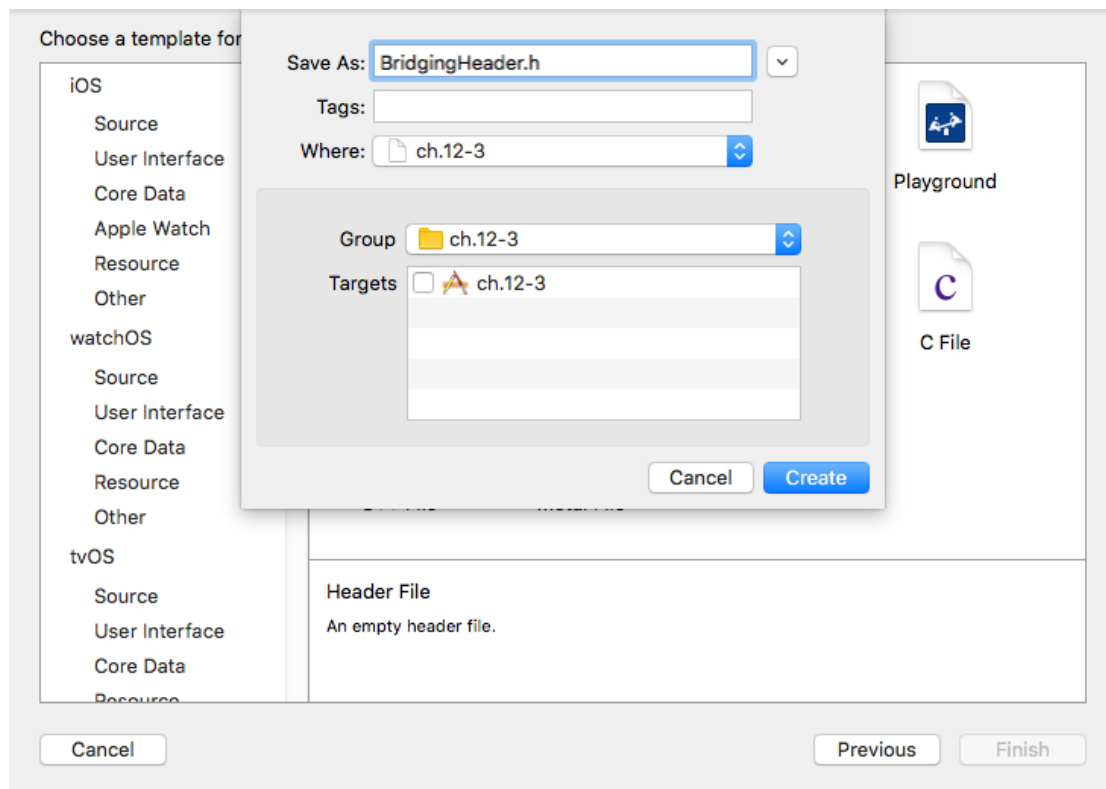 Choose a template for
Save As: BridgingHeader.h
Tags:
Where: ch.12-3
Group ch.12-3
Targets ch.12-3
Cancel Create
iOS
Source
User Interface
Core Data
Apple Watch
Resource
Other
watchOS
Source
User Interface
Core Data
Resource
Other
tvOS
Source
User Interface
Core Data
Resource
Playground
C
C File
Header File
An empty header file.
Cancel Previous Finish